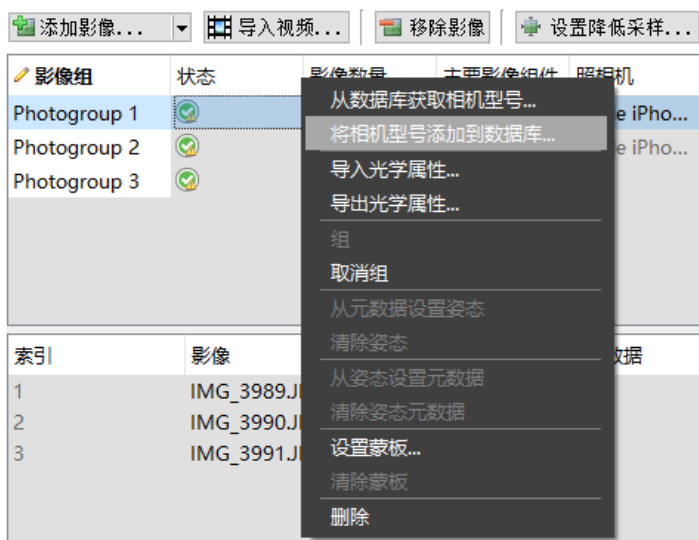 添加影像... 导入视频... 移除影像 设置降低采样...
影像组 状态 影像数量 主要影像组件 照相机
Photogroup 1 e iPho...
Photogroup 2 e iPho...
Photogroup 3
从数据库获取相机型号...
将相机型号添加到数据库...
导入光学属性...
导出光学属性...
组
取消组
从元数据设置姿态
清除姿态
从姿态设置元数据
清除姿态元数据
设置蒙板...
清除蒙板
删除
索引 影像 数据
1 IMG_3989.J
2 IMG_3990.J
3 IMG_3991.J